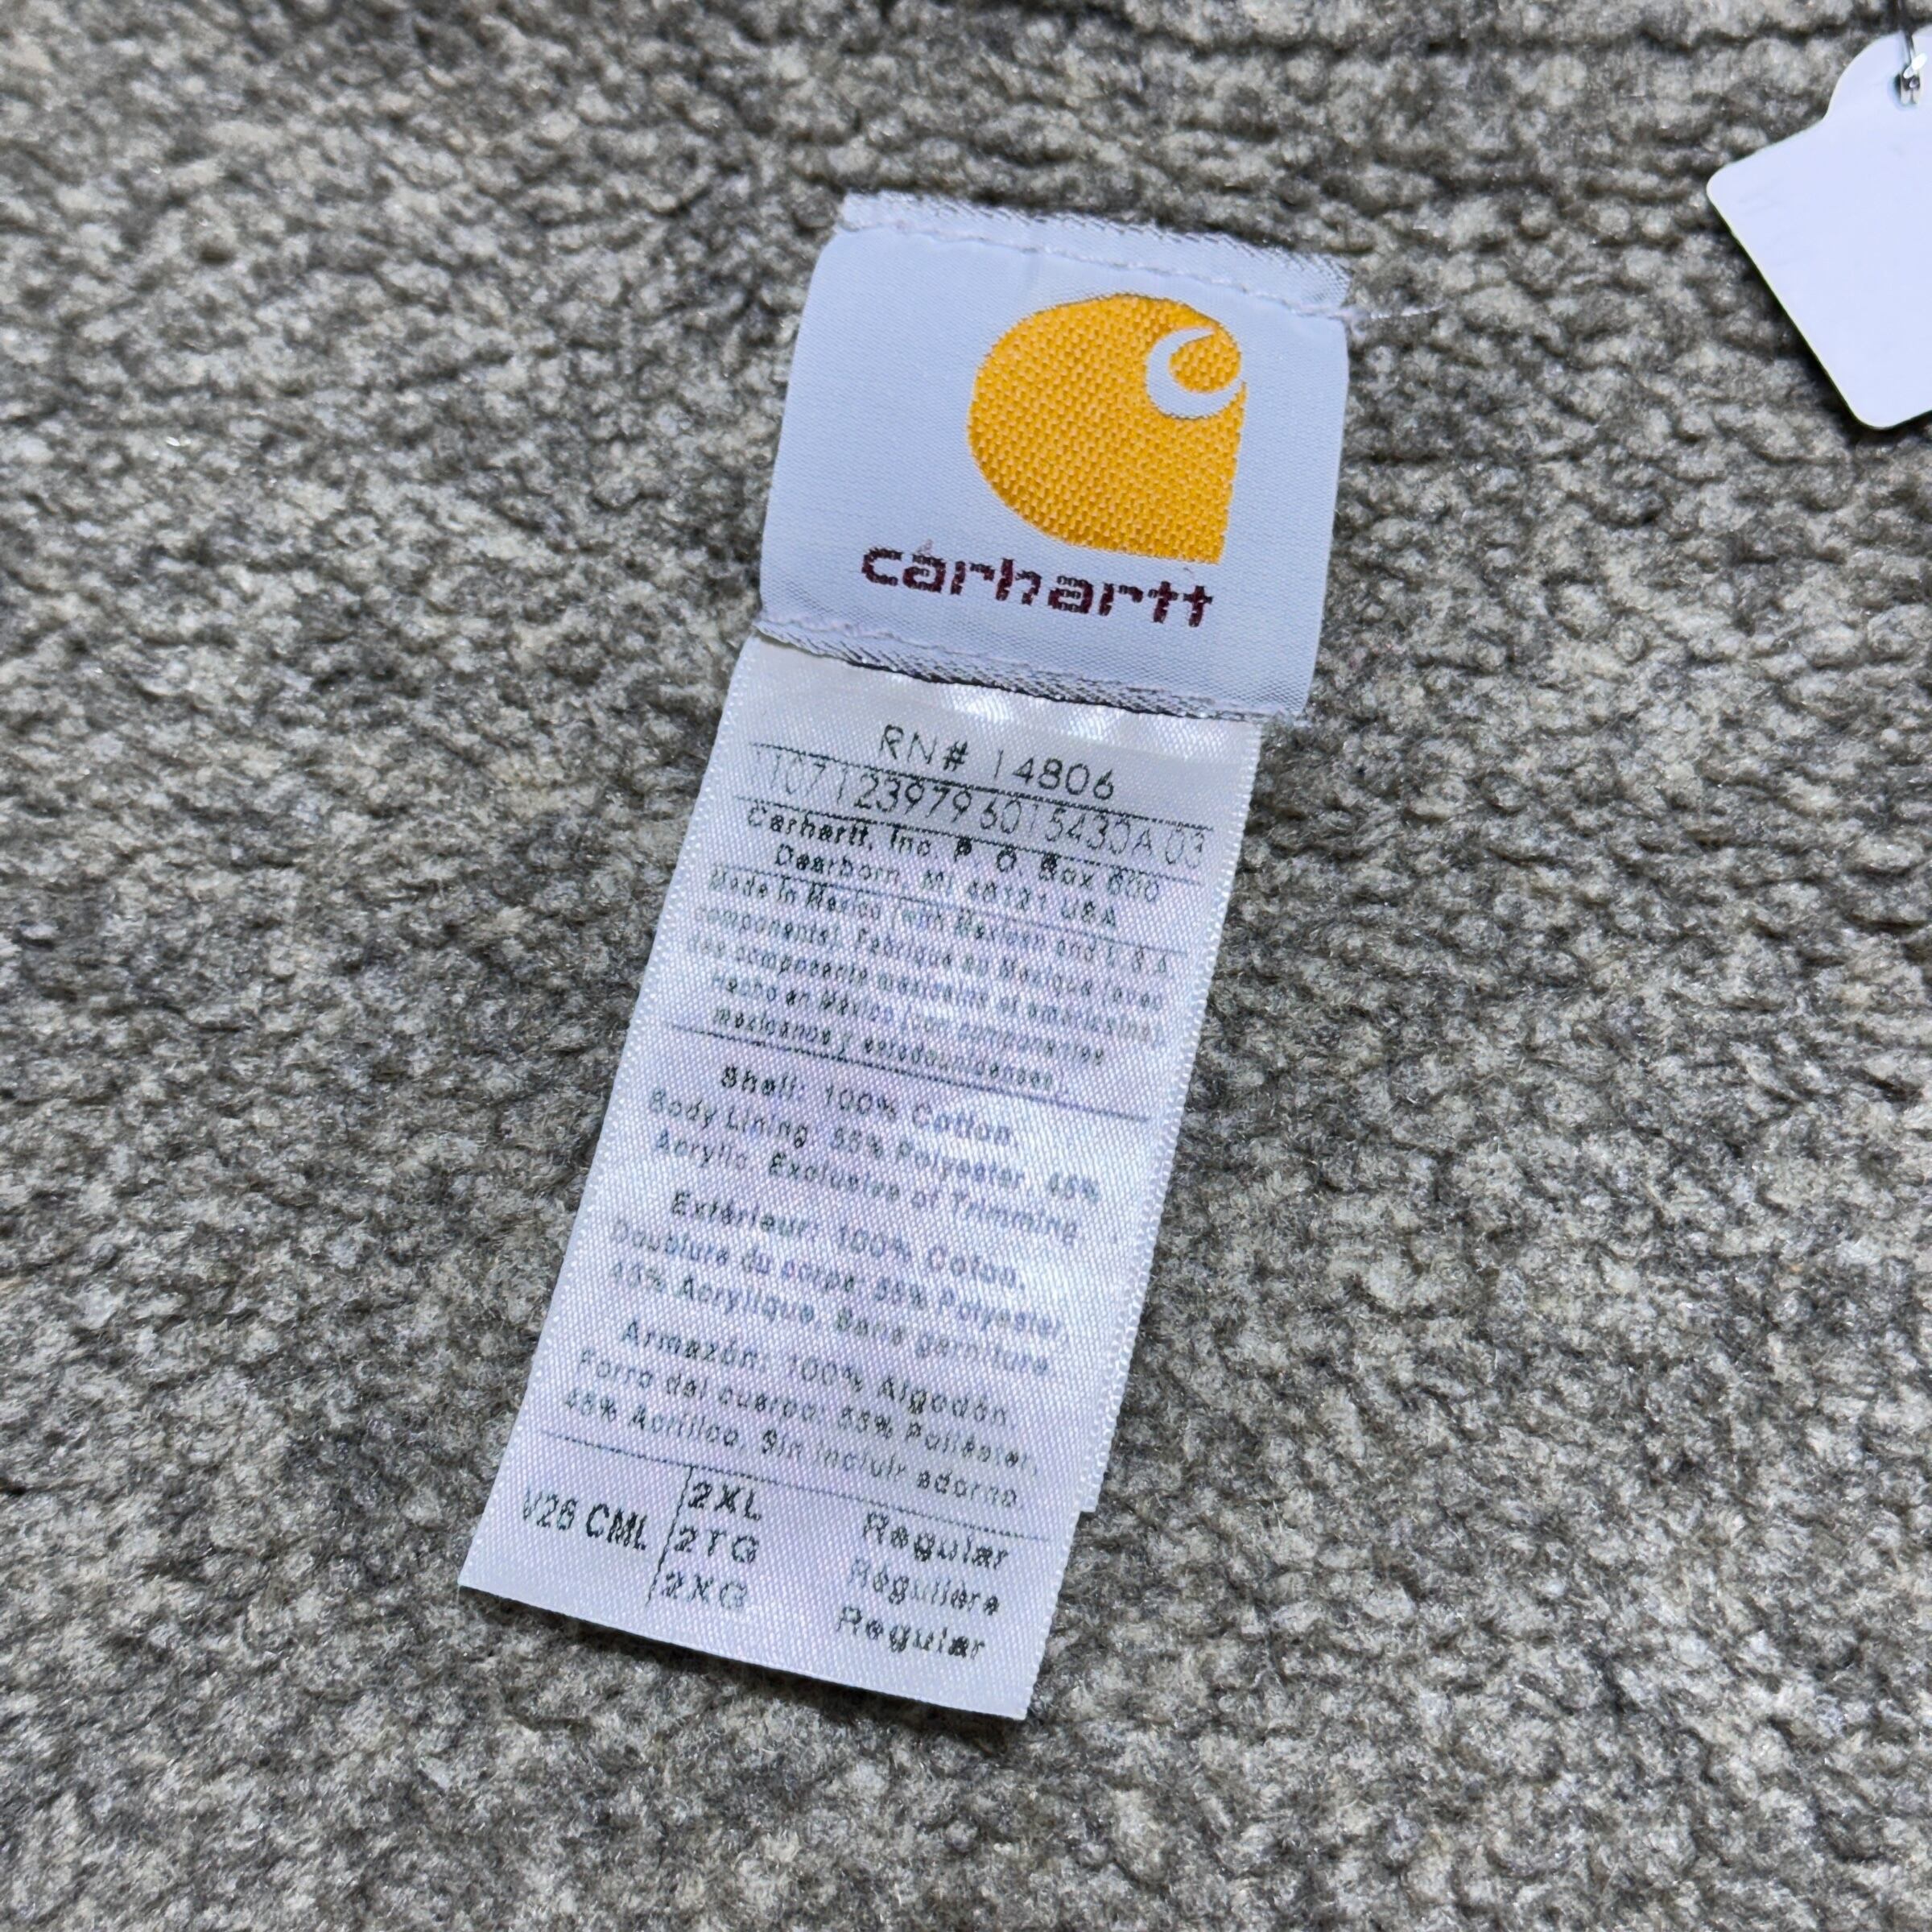 carhartt
RN# 14806
107123979 6015430A 03
Carhartt, Inc. P. O. Box 600
Dearborn, MI 48121 USA
Made in Mexico (with Mexican and U.S.A.
components). Fabriqué au Mexique (avec
des composants mexicains et américains).
Hecho en México (con componentes
mexicanos y estadounidenses).
Shell: 100% Cotton.
Body Lining: 55% Polyester, 45%
Acrylic. Exclusive of Trimming.
Extérieur: 100% Coton.
Doublure du corps: 55% Polyester,
45% Acrylique. Sans garniture.
Armazón: 100% Algodón.
Forro del cuerpo: 55% Poliéster,
45% Acrílico. Sin incluir adorno
V26 CML
2XL Regular
2TG Régulière
2XG Regular